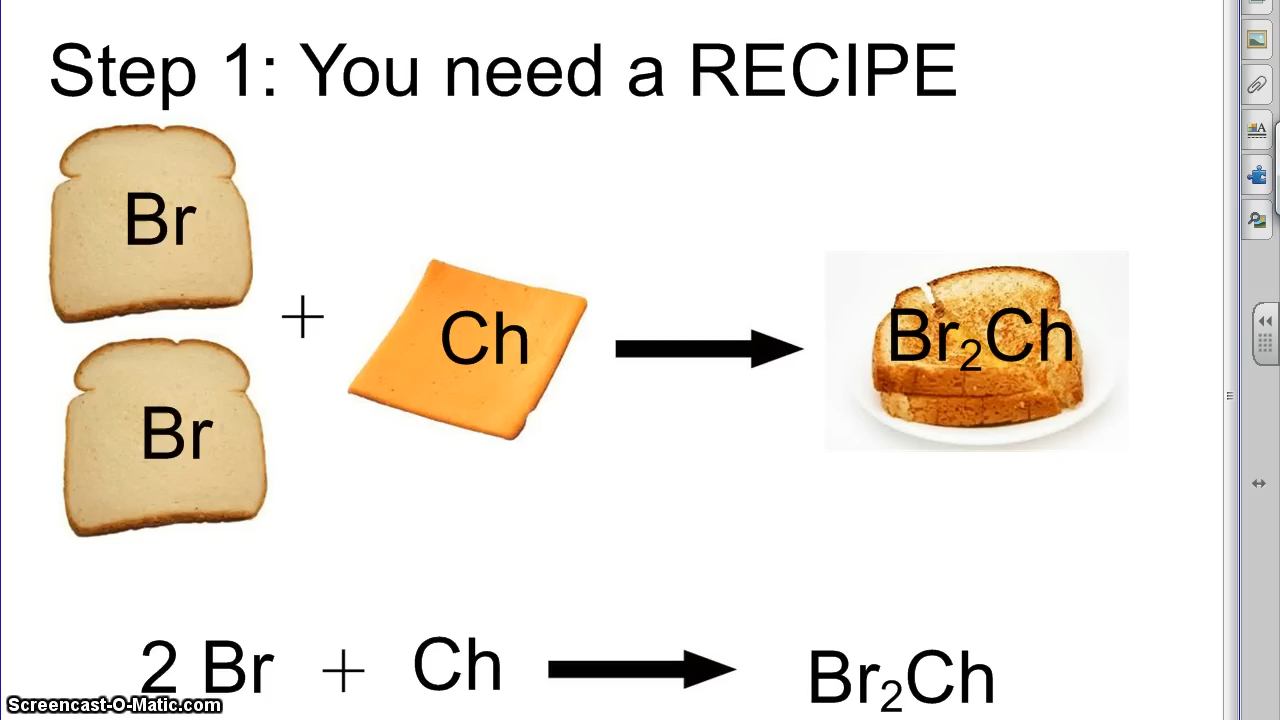 Step 1: You need a RECIPE
Br
+
Ch
Br₂Ch
Br
2 Br + Ch
Br₂Ch
Screencast-O-Matic.com